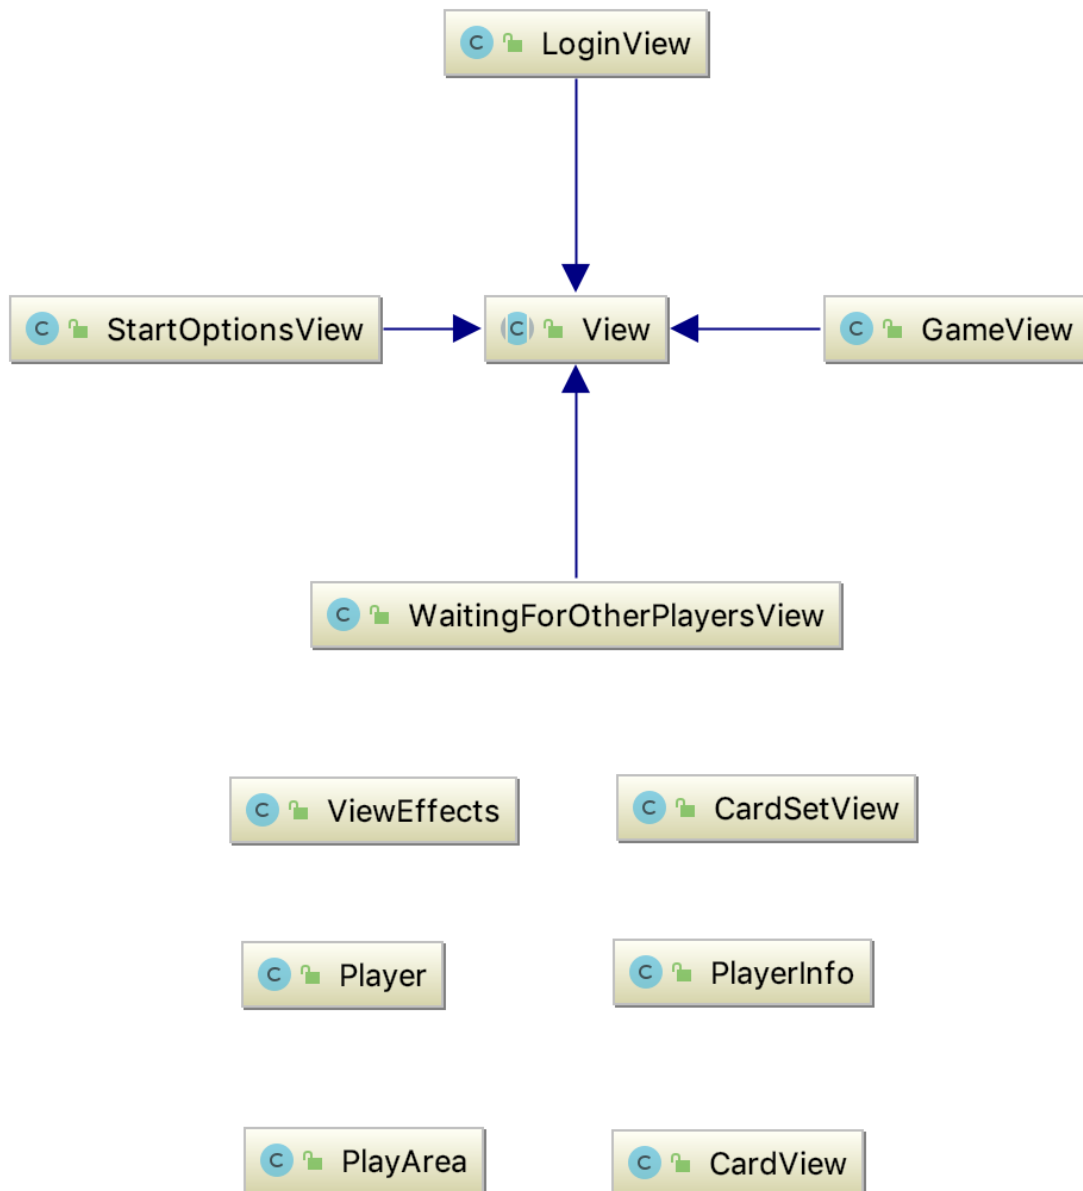 C LoginView
C StartOptionsView
C View
C GameView
C WaitingForOtherPlayersView
C ViewEffects
C CardSetView
C Player
C PlayerInfo
C PlayArea
C CardView